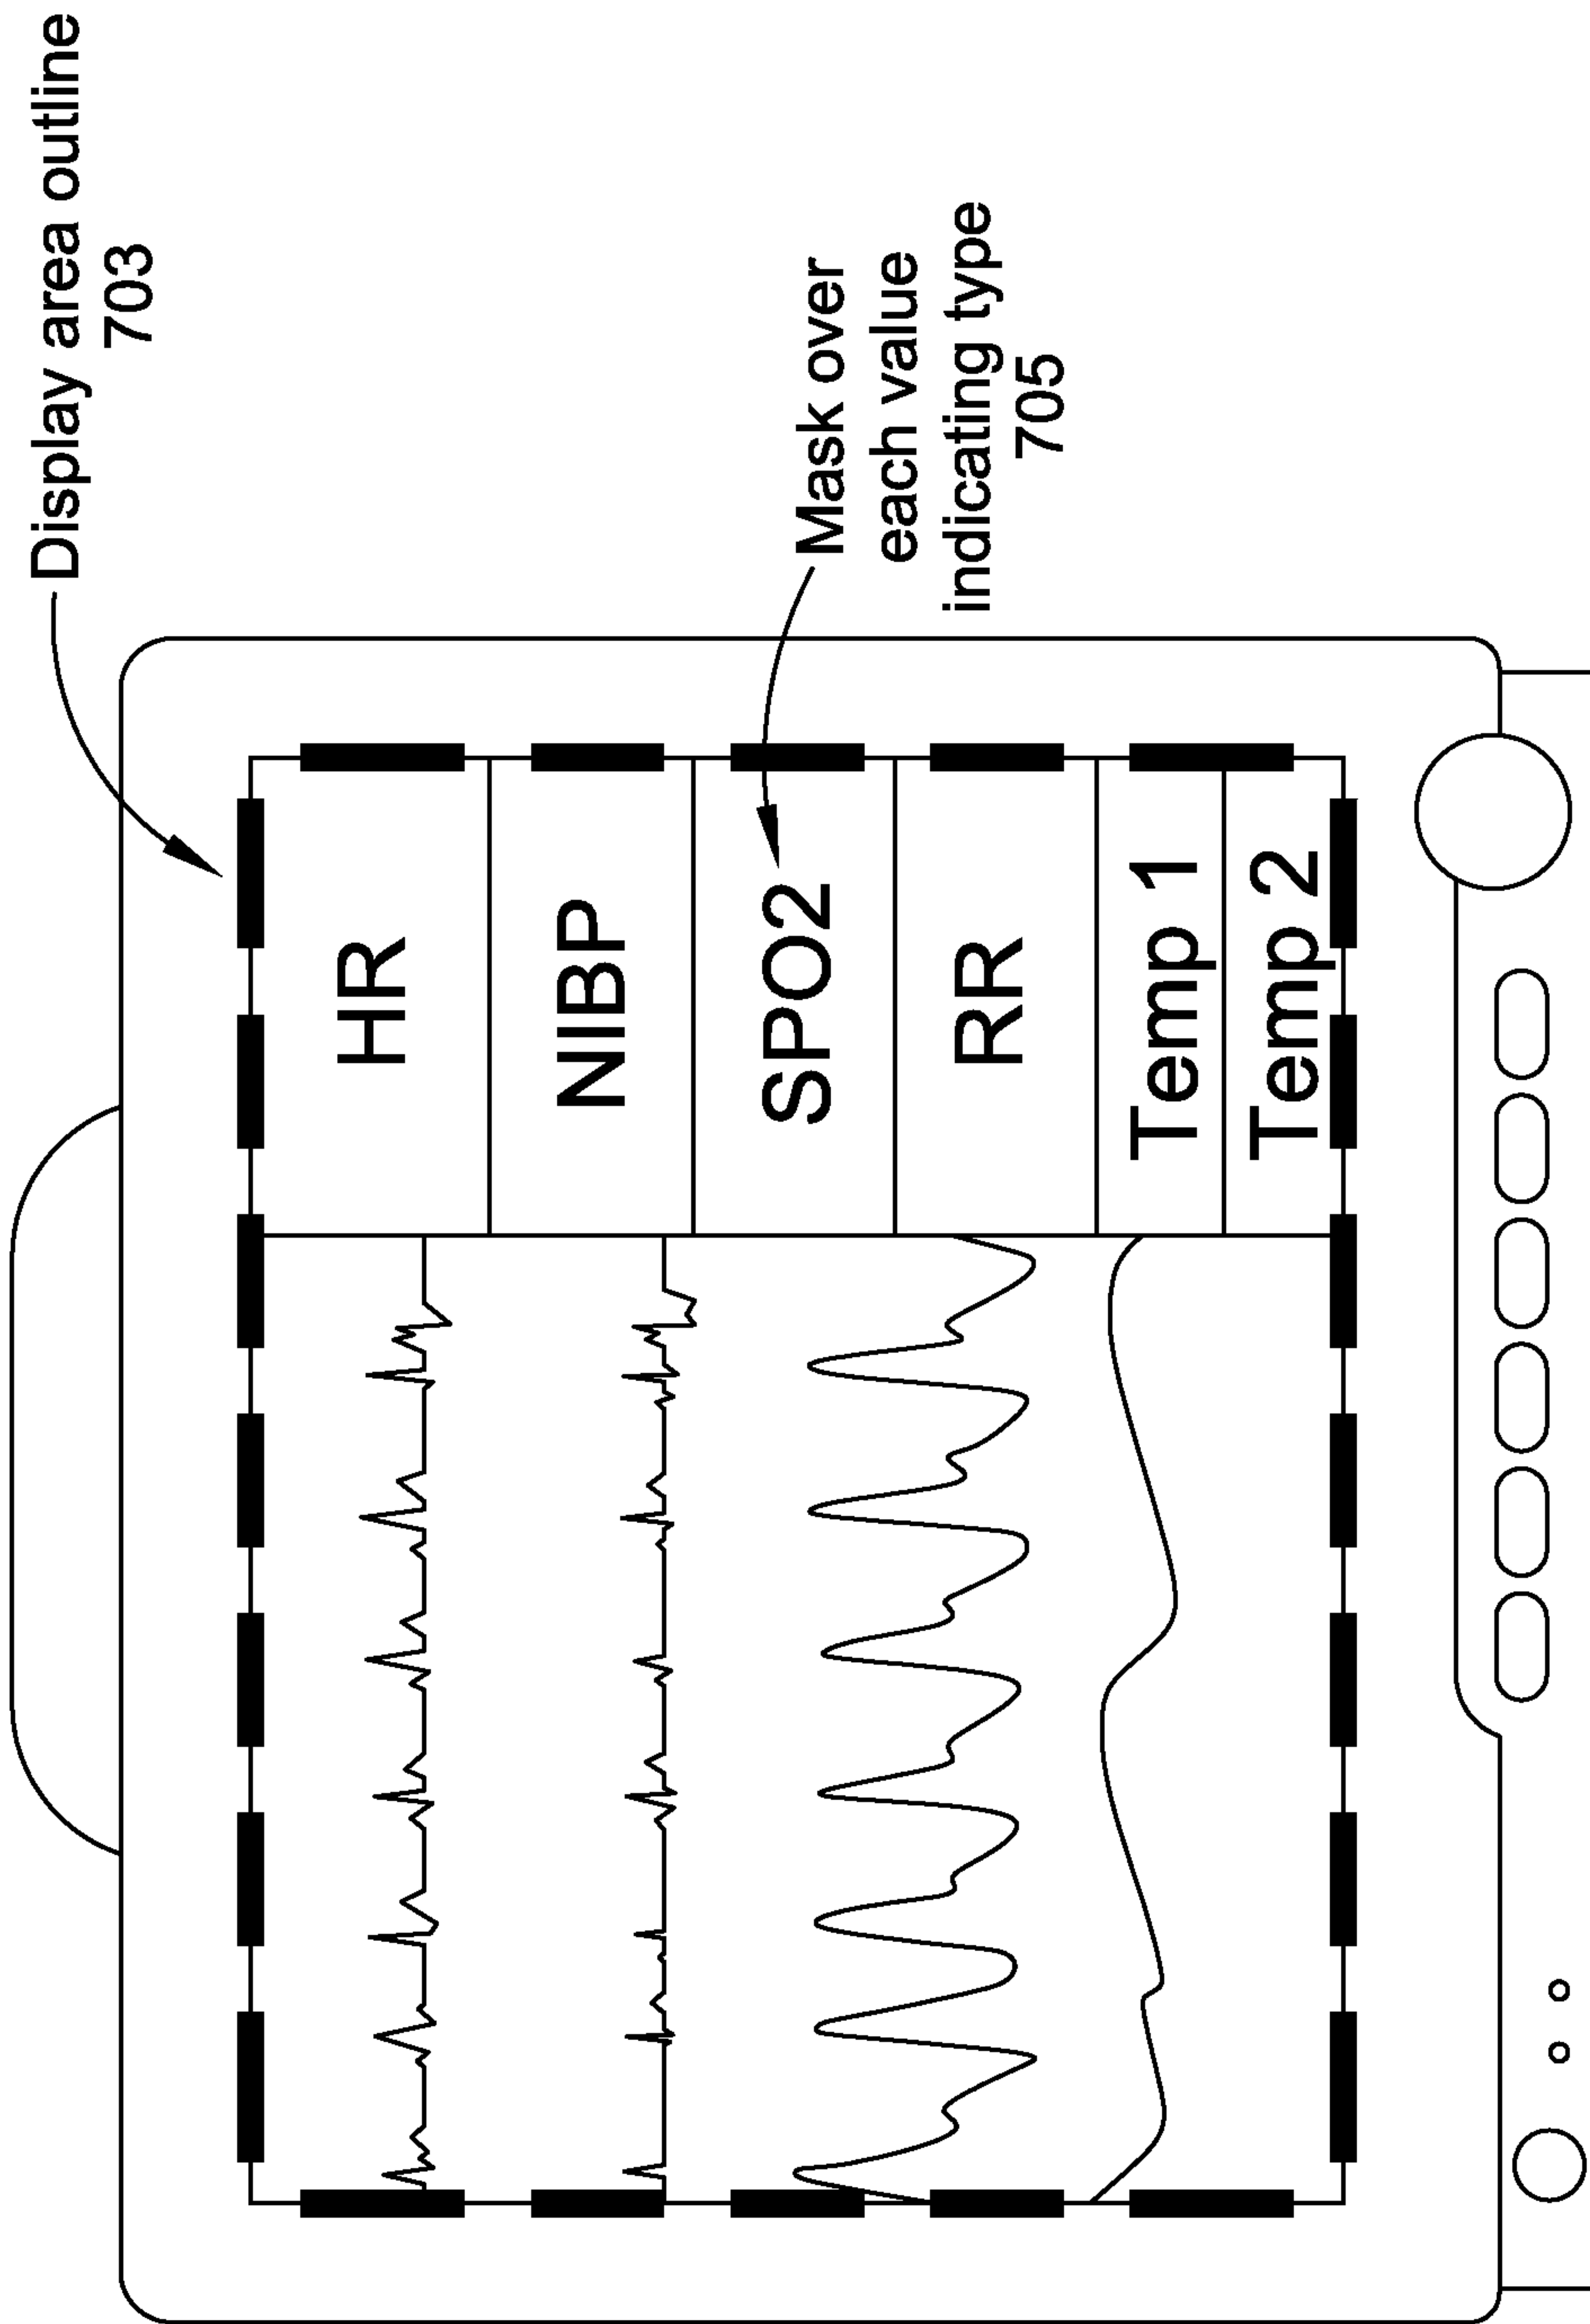 Display area outline
703
HR
NIBP
Mask over
each value
indicating type
705
SPO2
RR
Temp 1
Temp 2